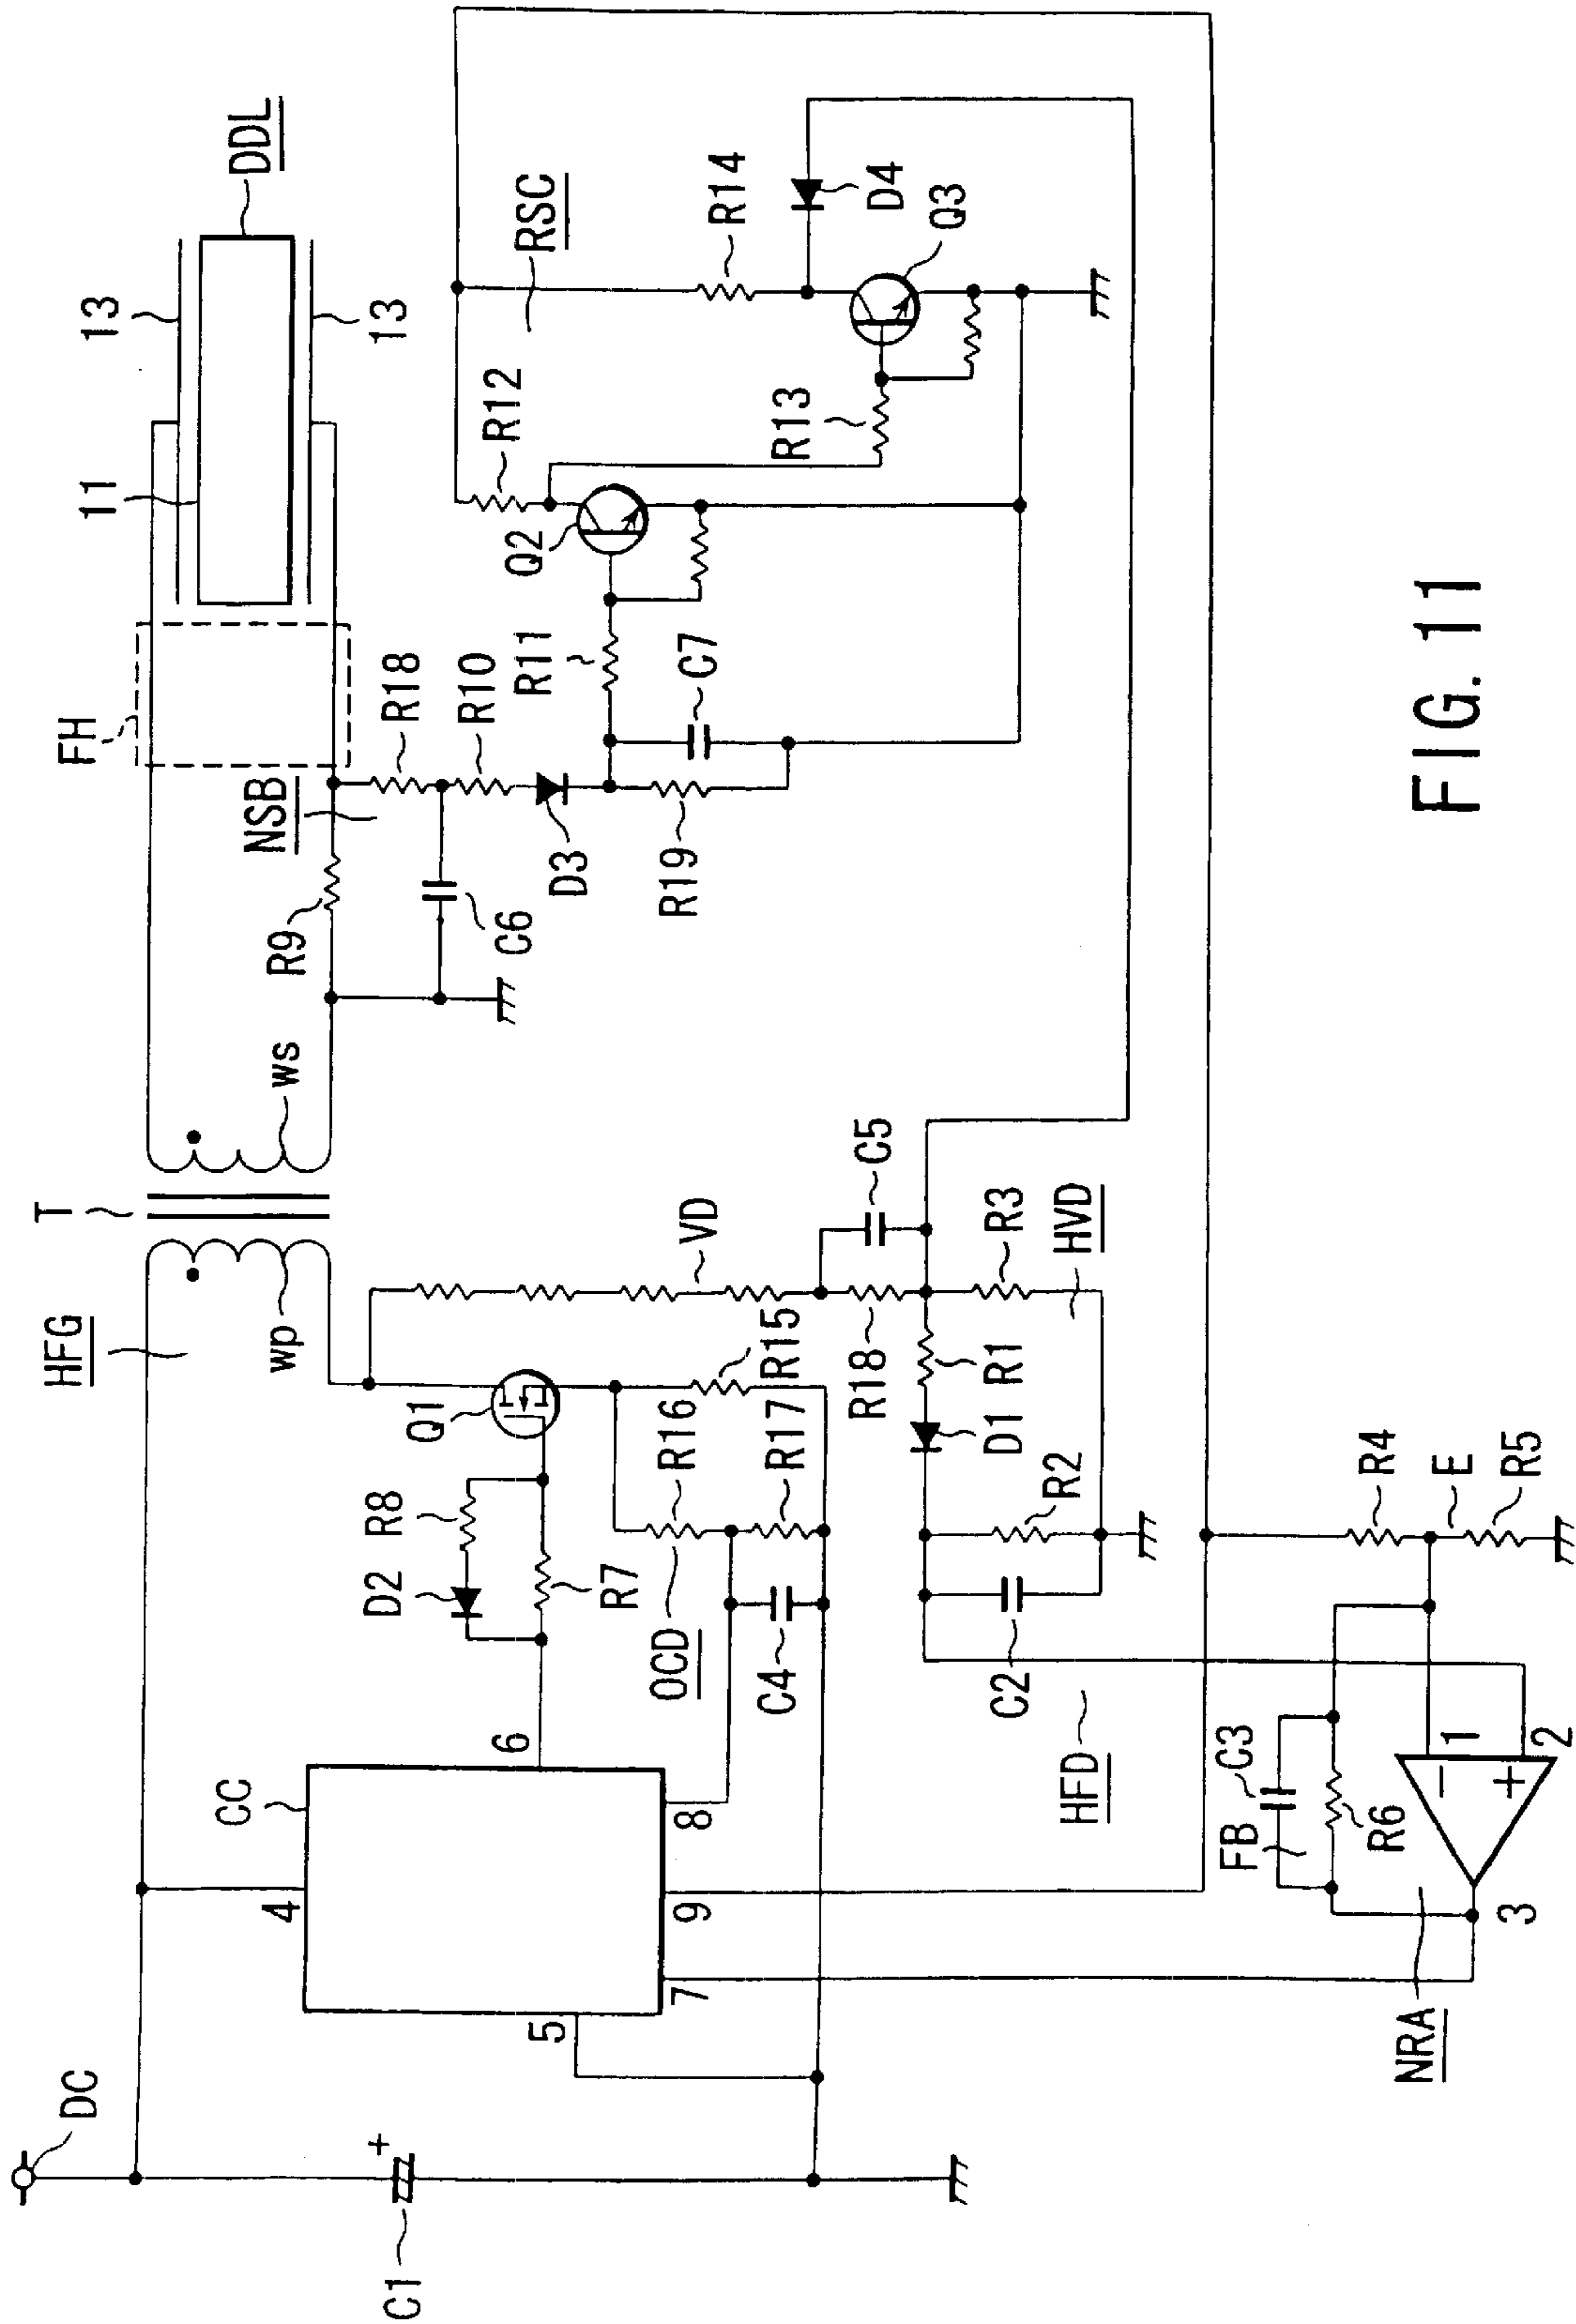 DC
C1
+
HFG
T
wp
ws
FH
11
13
13
DDL
CC
4
5
6
7
8
9
D2
R8
R7
Q1
OCD
R16
R15
R17
C4
VD
R18
C5
R1
D1
R3
HVD
R2
C2
HFD
R9
NSB
R18
R10
C6
D3
R19
R11
C7
Q2
R12
RSC
R13
R14
D4
Q3
R4
E
R5
C3
FB
R6
1
2
3
−
+
NRA
FIG. 11